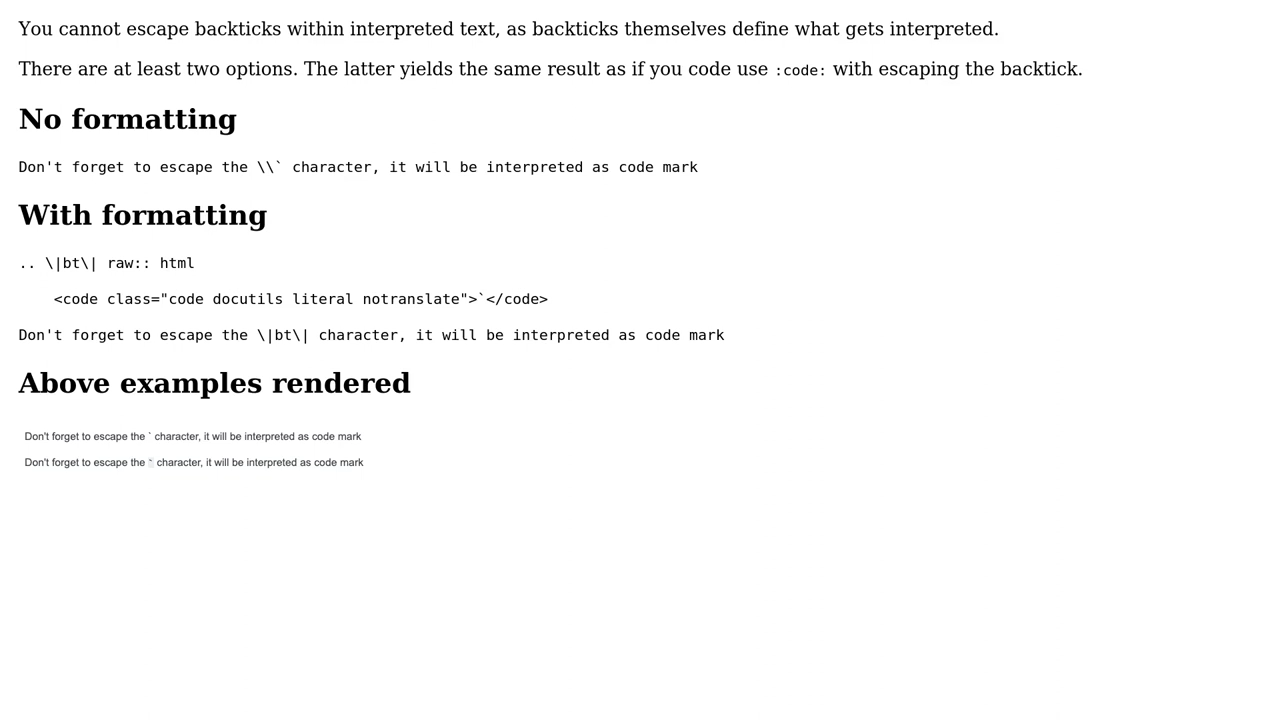 You cannot escape backticks within interpreted text, as backticks themselves define what gets interpreted.
There are at least two options. The latter yields the same result as if you code use :code: with escaping the backtick.
No formatting
Don't forget to escape the \\` character, it will be interpreted as code mark
With formatting
.. \|bt\| raw:: html
    <code class="code docutils literal notranslate">`</code>
Don't forget to escape the \|bt\| character, it will be interpreted as code mark
Above examples rendered
Don't forget to escape the ` character, it will be interpreted as code mark
Don't forget to escape the ` character, it will be interpreted as code mark